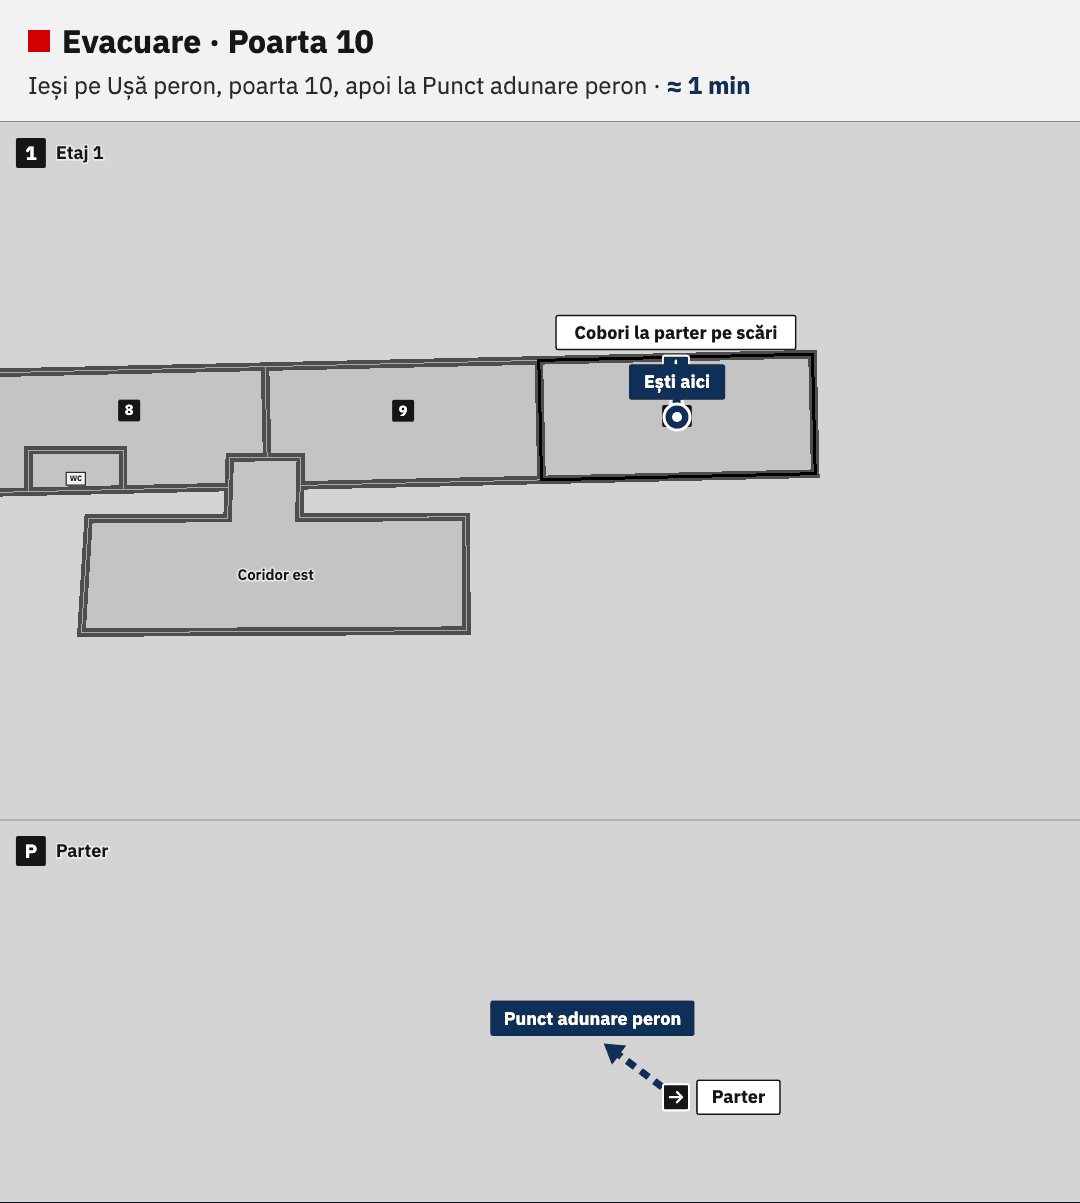 Evacuare · Poarta 10
Ieși pe Ușă peron, poarta 10, apoi la Punct adunare peron · ≈ 1 min
1 Etaj 1
Cobori la parter pe scări
Ești aici
8
9
WC
Coridor est
P Parter
Punct adunare peron
→ Parter